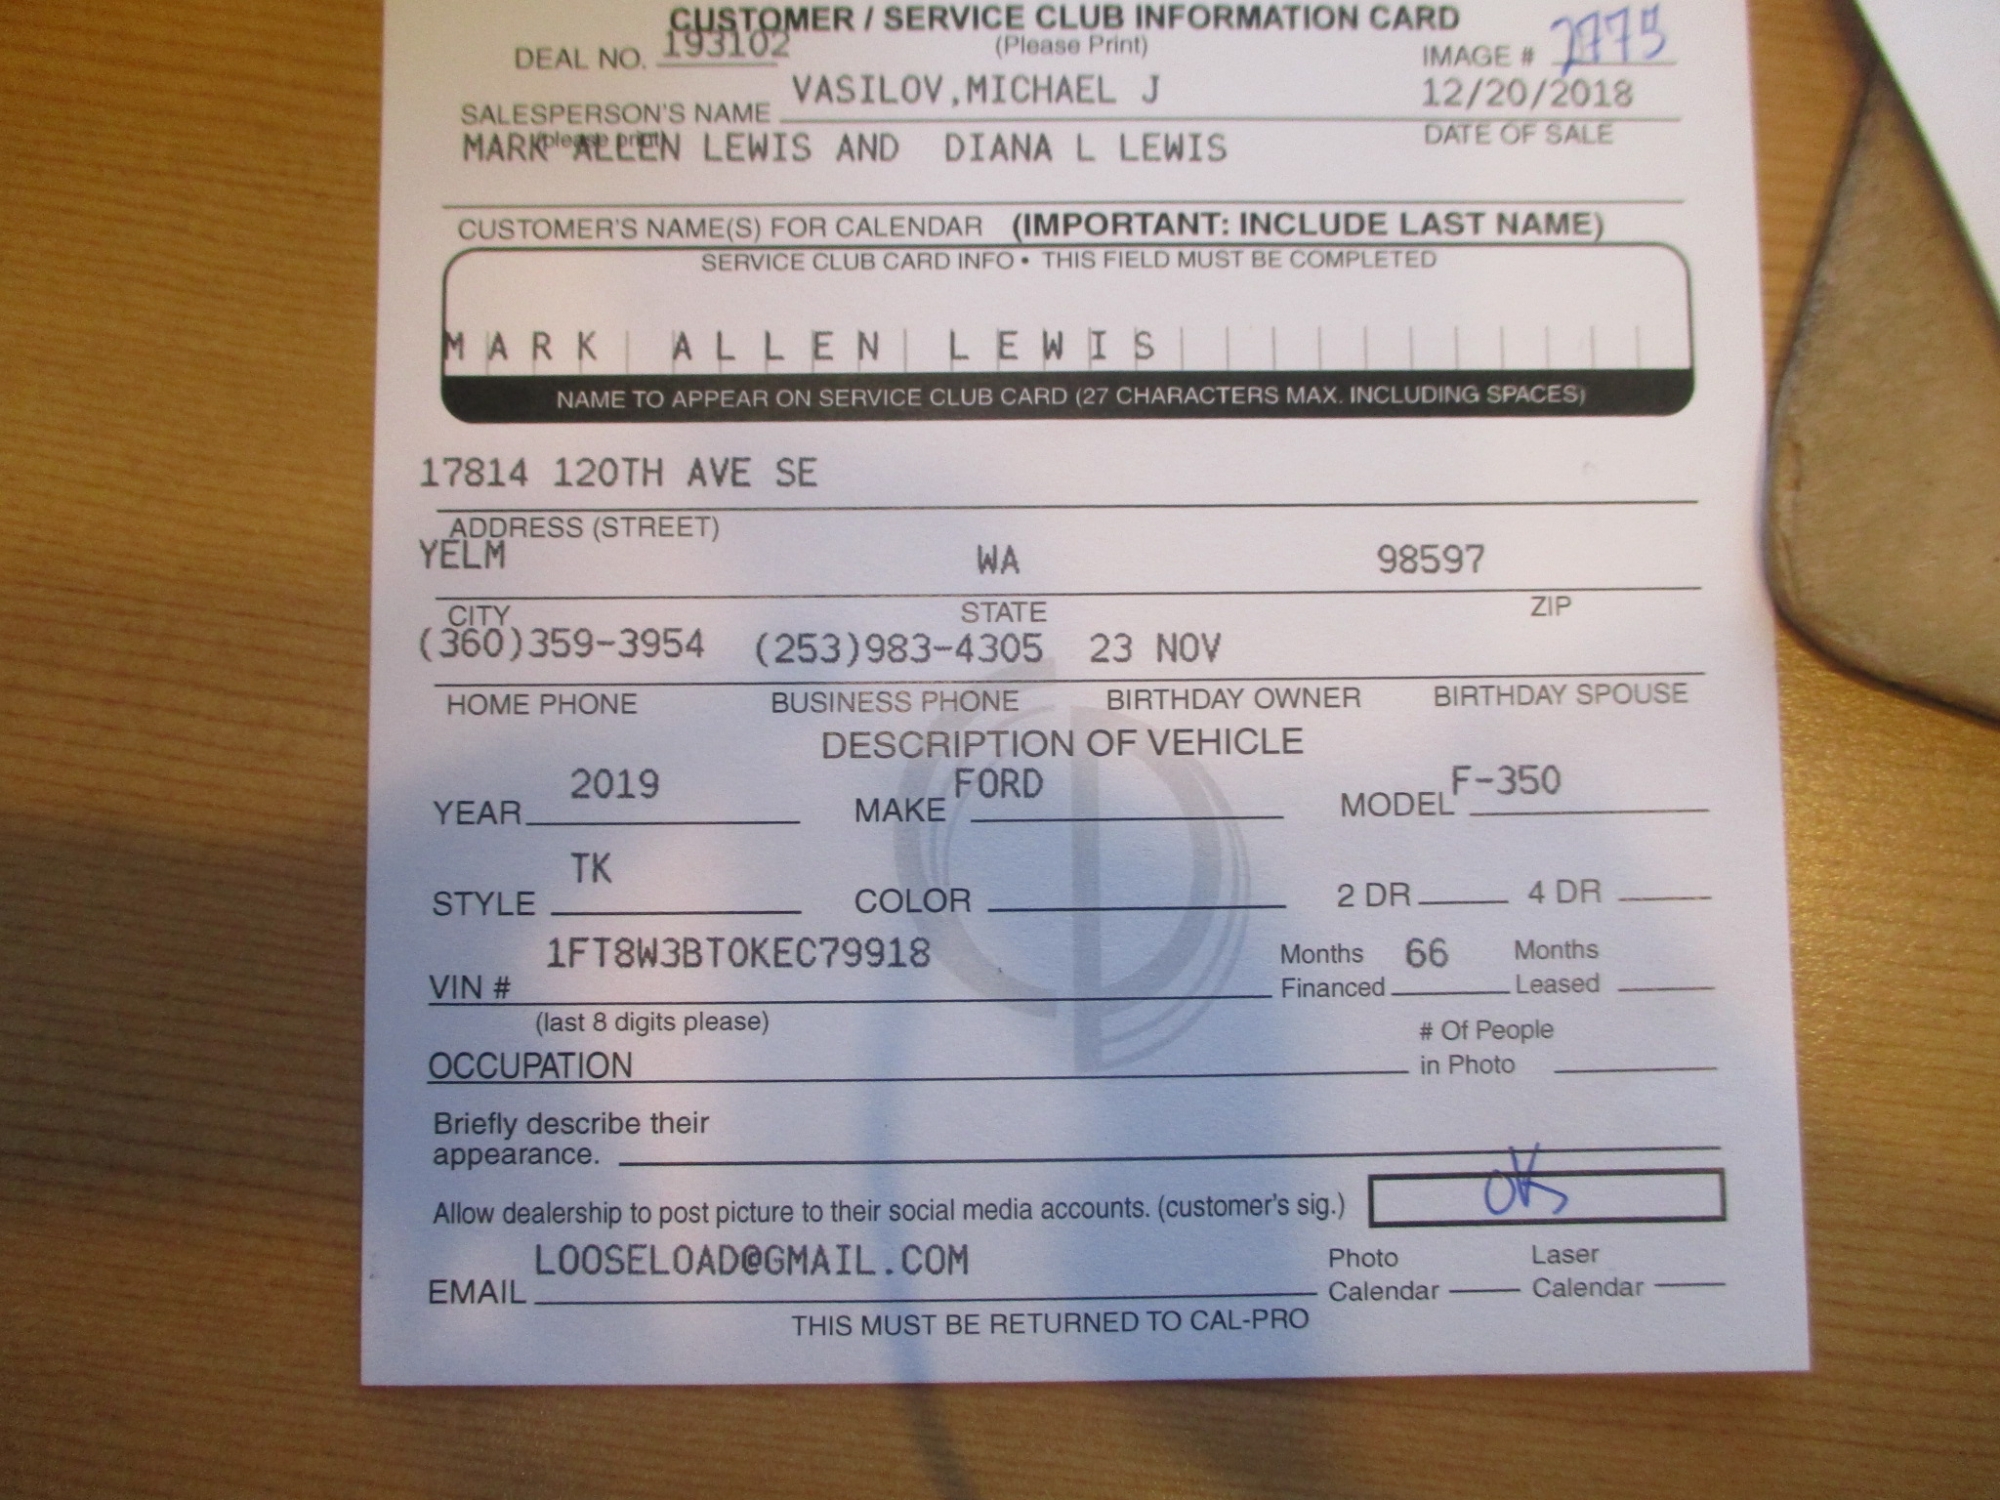 CUSTOMER / SERVICE CLUB INFORMATION CARD
DEAL NO. 193102 (Please Print) IMAGE # 2775
SALESPERSON'S NAME VASILOV,MICHAEL J 12/20/2018
(please print) DATE OF SALE
MARK ALLEN LEWIS AND DIANA L LEWIS
CUSTOMER'S NAME(S) FOR CALENDAR (IMPORTANT: INCLUDE LAST NAME)
SERVICE CLUB CARD INFO • THIS FIELD MUST BE COMPLETED
MARK ALLEN LEWIS
NAME TO APPEAR ON SERVICE CLUB CARD (27 CHARACTERS MAX. INCLUDING SPACES)
17814 120TH AVE SE
ADDRESS (STREET)
YELM WA 98597
CITY STATE ZIP
(360)359-3954 (253)983-4305 23 NOV
HOME PHONE BUSINESS PHONE BIRTHDAY OWNER BIRTHDAY SPOUSE
DESCRIPTION OF VEHICLE
YEAR 2019 MAKE FORD MODEL F-350
STYLE TK COLOR 2 DR 4 DR
VIN # 1FT8W3BT0KEC79918 Months Financed 66 Months Leased
(last 8 digits please)
OCCUPATION # Of People in Photo
Briefly describe their
appearance.
Allow dealership to post picture to their social media accounts. (customer's sig.) OK
EMAIL LOOSELOAD@GMAIL.COM Photo Calendar Laser Calendar
THIS MUST BE RETURNED TO CAL-PRO